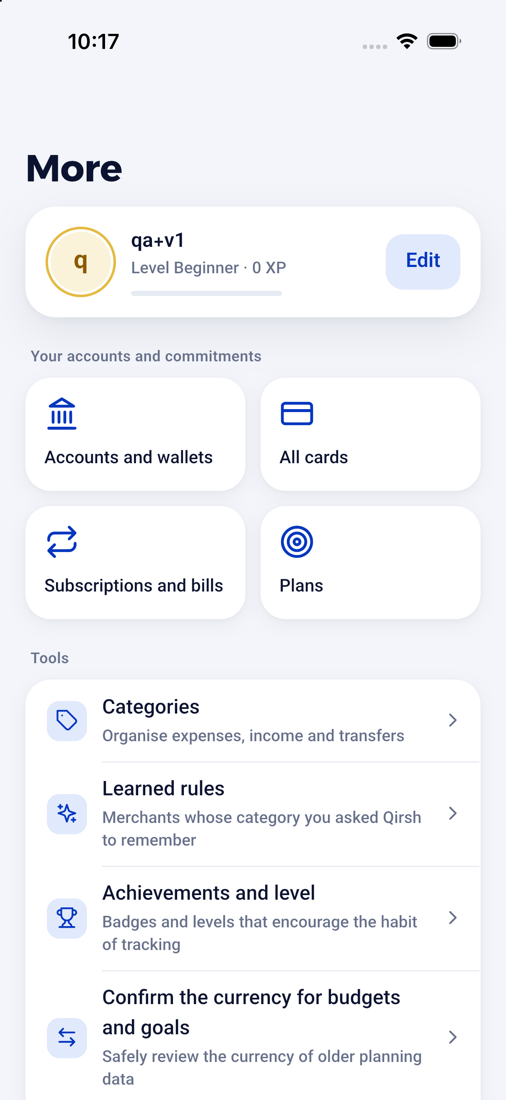 10:17
More
q
qa+v1
Level Beginner · 0 XP
Edit
Your accounts and commitments
Accounts and wallets
All cards
Subscriptions and bills
Plans
Tools
Categories
Organise expenses, income and transfers
Learned rules
Merchants whose category you asked Qirsh
to remember
Achievements and level
Badges and levels that encourage the habit
of tracking
Confirm the currency for budgets
and goals
Safely review the currency of older planning
data